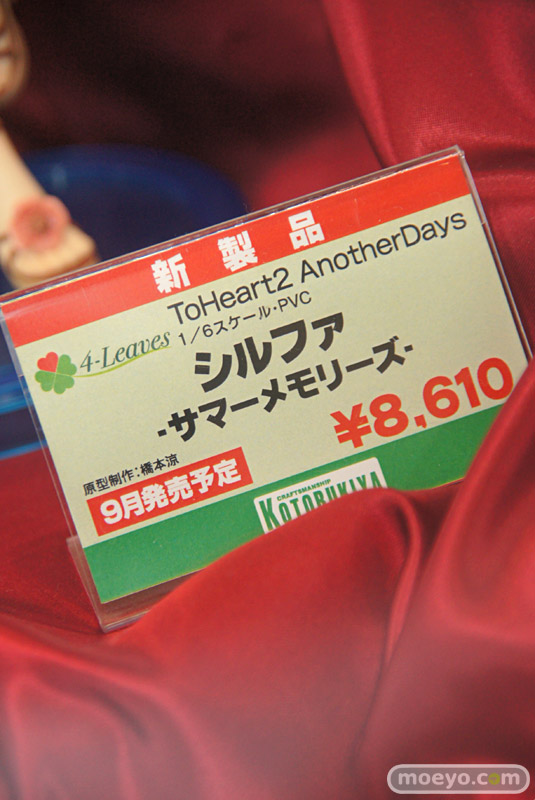 新製品
ToHeart2 AnotherDays
4-Leaves
1/6スケール・PVC
シルファ
-サマーメモリーズ-
¥8,610
原型制作:橋本涼
9月発売予定
CRAFTSMANSHIP
KOTOBUKIYA
moeyo.com